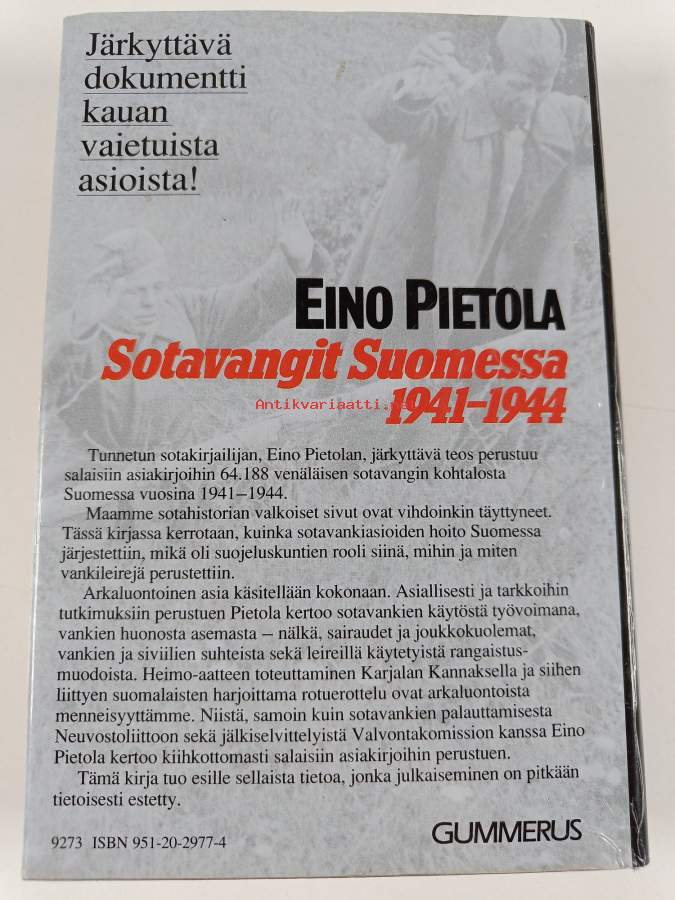 Järkyttävä
dokumentti
kauan
vaietuista
asioista!
EINO PIETOLA
Sotavangit Suomessa
1941–1944
Antikvariaatti.
Tunnetun sotakirjailijan, Eino Pietolan, järkyttävä teos perustuu
salaisiin asiakirjoihin 64.188 venäläisen sotavangin kohtalosta
Suomessa vuosina 1941–1944.
Maamme sotahistorian valkoiset sivut ovat vihdoinkin täyttyneet.
Tässä kirjassa kerrotaan, kuinka sotavankiasioiden hoito Suomessa
järjestettiin, mikä oli suojeluskuntien rooli siinä, mihin ja miten
vankileirejä perustettiin.
Arkaluontoinen asia käsitellään kokonaan. Asiallisesti ja tarkkoihin
tutkimuksiin perustuen Pietola kertoo sotavankien käytöstä työvoimana,
vankien huonosta asemasta – nälkä, sairaudet ja joukkokuolemat,
vankien ja siviilien suhteista sekä leireillä käytetyistä rangaistus-
muodoista. Heimo-aatteen toteuttaminen Karjalan Kannaksella ja siihen
liittyen suomalaisten harjoittama rotuerottelu ovat arkaluontoista
menneisyyttämme. Niistä, samoin kuin sotavankien palauttamisesta
Neuvostoliittoon sekä jälkiselvittelyistä Valvontakomission kanssa Eino
Pietola kertoo kiihkottomasti salaisiin asiakirjoihin perustuen.
Tämä kirja tuo esille sellaista tietoa, jonka julkaiseminen on pitkään
tietoisesti estetty.
9273 ISBN 951-20-2977-4
GUMMERUS